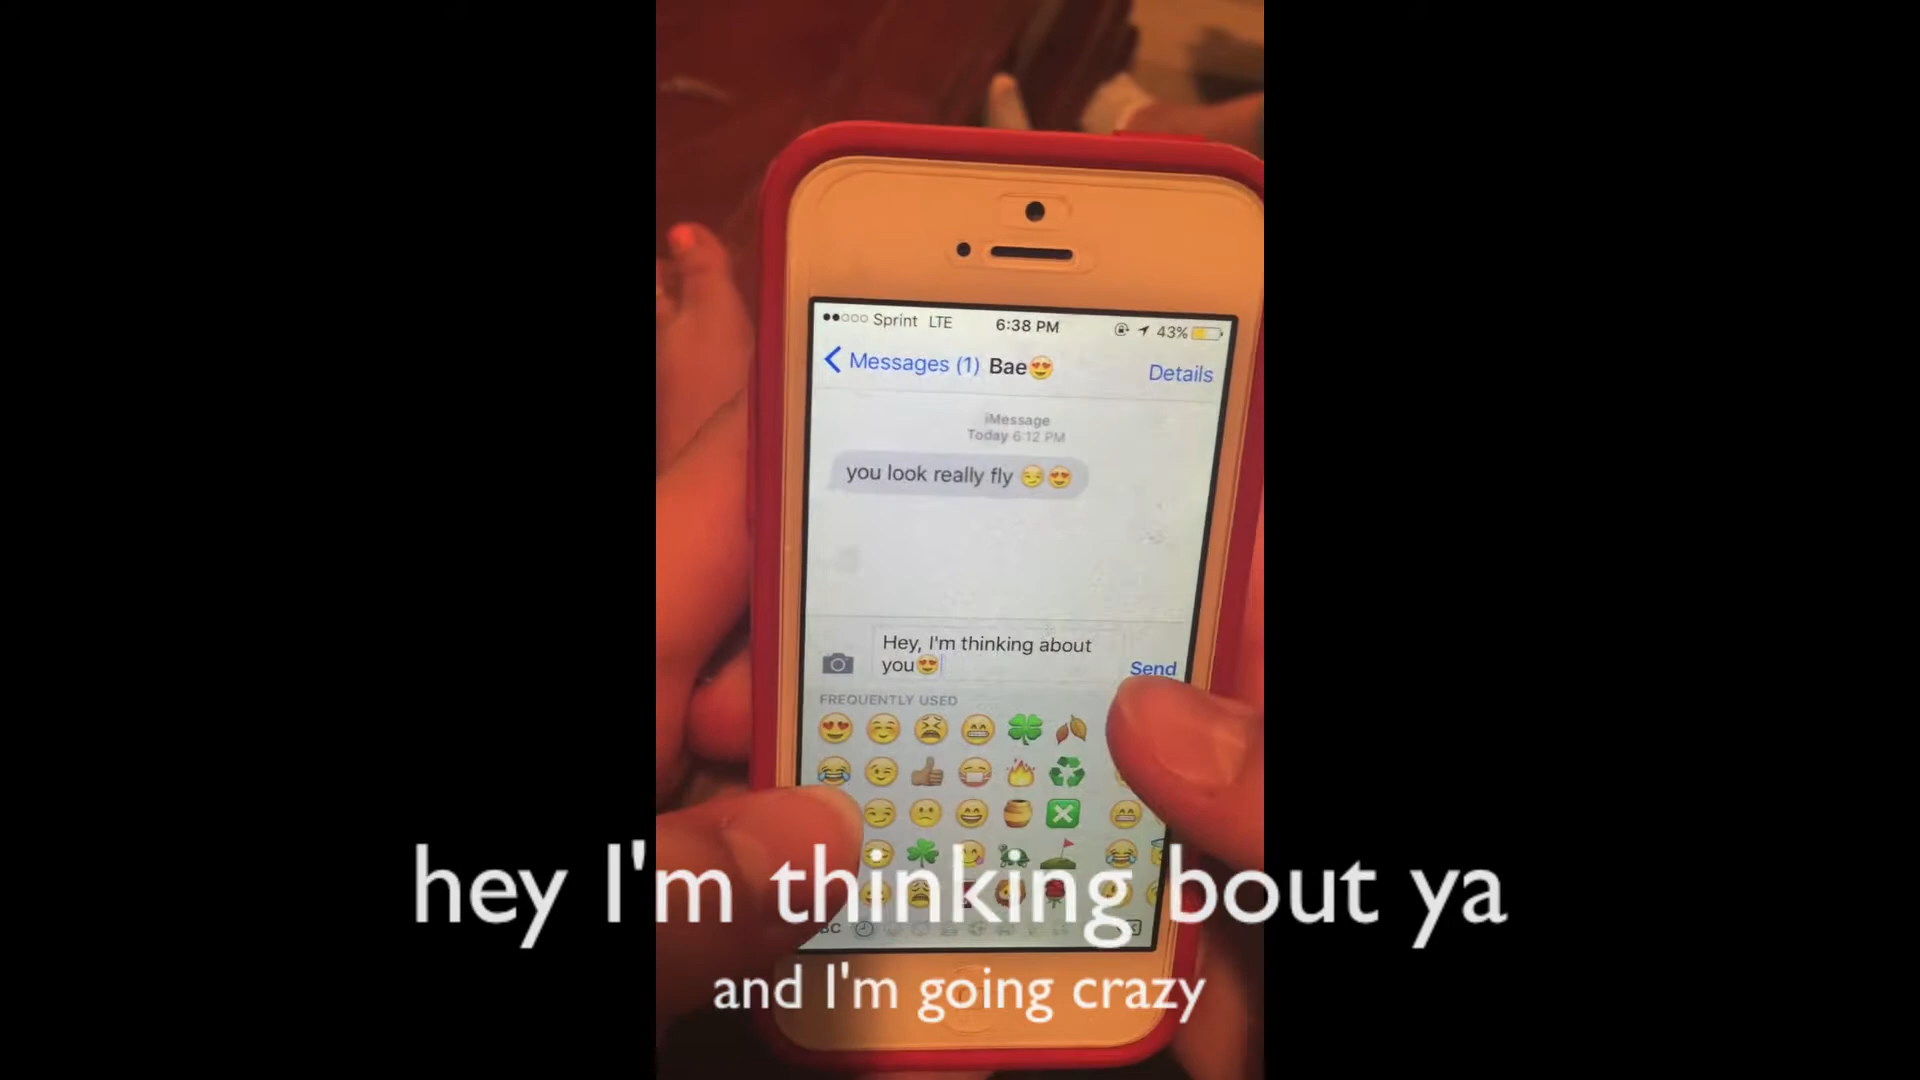 Sprint LTE 6:38 PM 43%
Messages (1) Bae😍 Details
iMessage
Today 6:12 PM
you look really fly 😏😍
Hey, I'm thinking about
you😍
Send
FREQUENTLY USED
hey I'm thinking bout ya
BC
and I'm going crazy